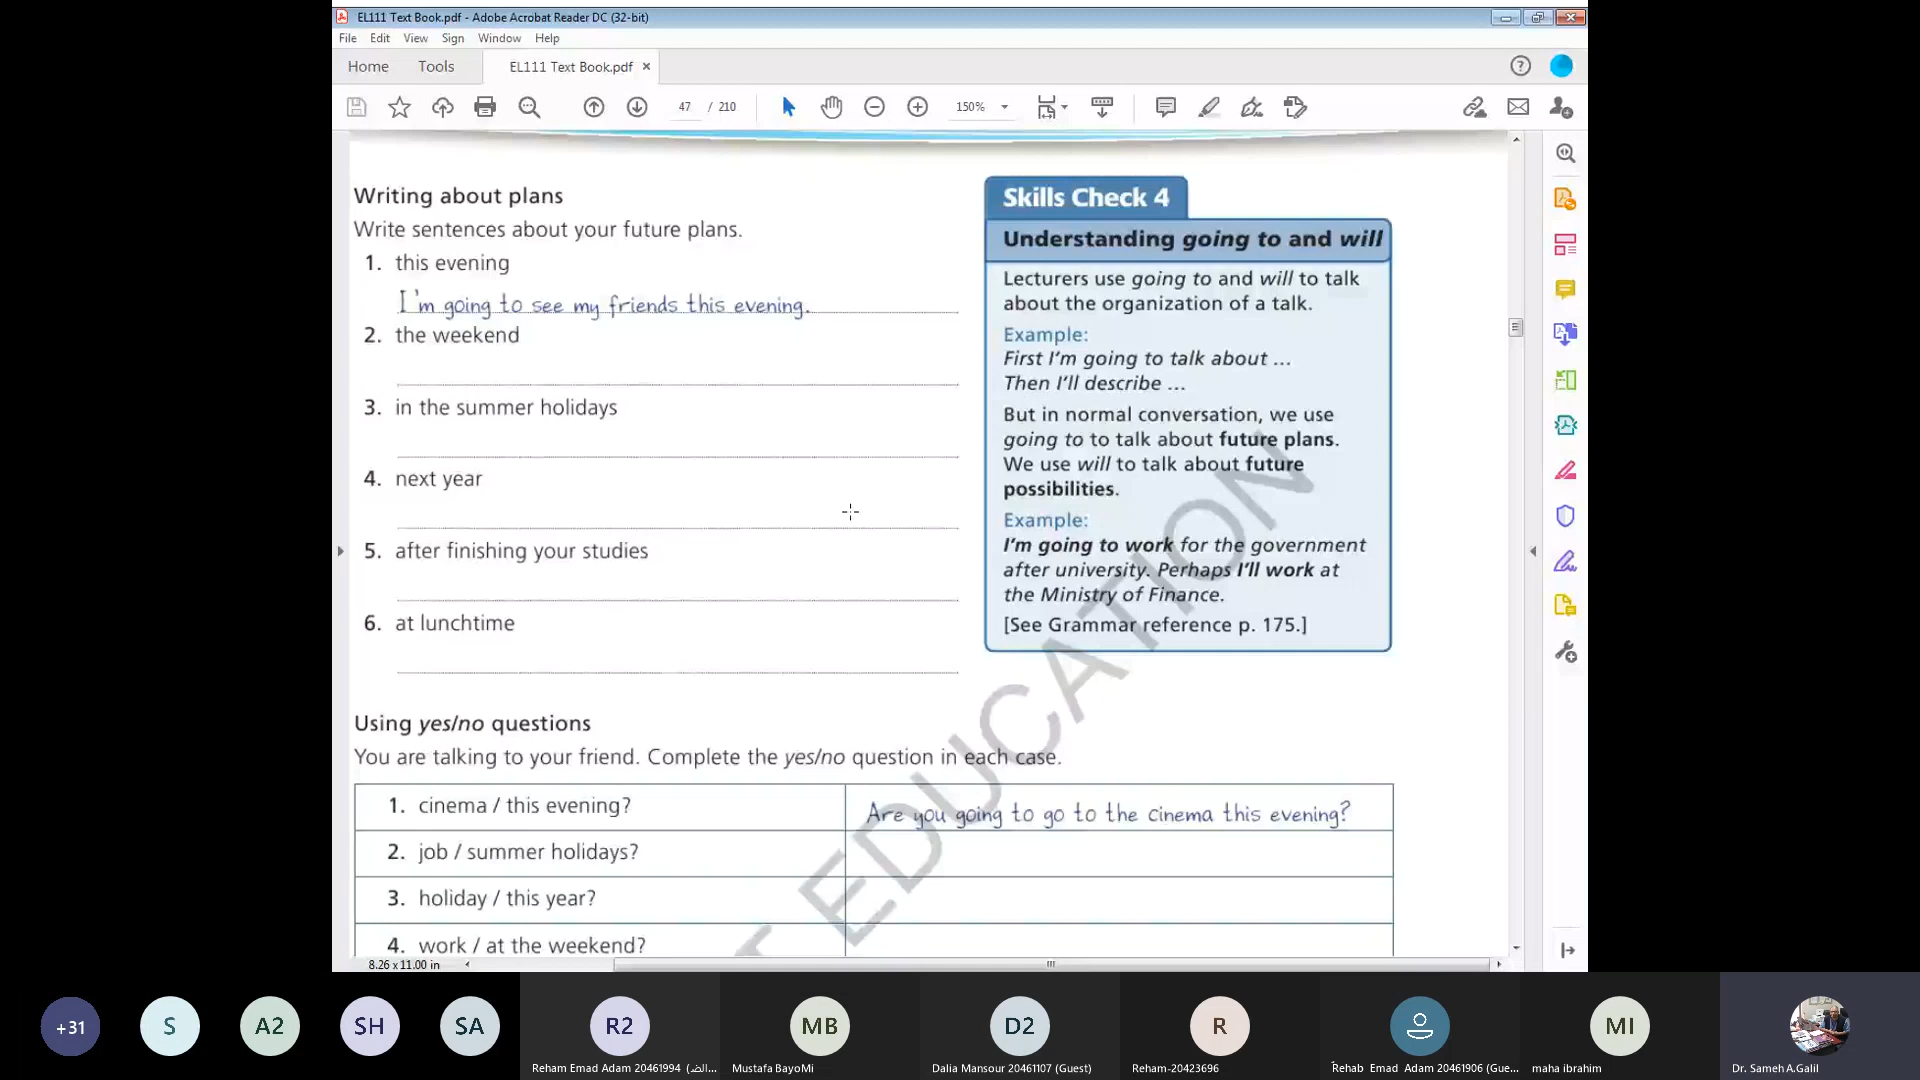 EL111 Text Book.pdf - Adobe Acrobat Reader DC (32-bit)
File Edit View Sign Window Help
Home Tools EL111 Text Book.pdf
47 / 210 150%
Writing about plans
Write sentences about your future plans.
1. this evening
I'm going to see my friends this evening.
2. the weekend
3. in the summer holidays
4. next year
5. after finishing your studies
6. at lunchtime
Skills Check 4
Understanding going to and will
Lecturers use going to and will to talk
about the organization of a talk.
Example:
First I'm going to talk about ...
Then I'll describe ...
But in normal conversation, we use
going to to talk about future plans.
We use will to talk about future
possibilities.
Example:
I'm going to work for the government
after university. Perhaps I'll work at
the Ministry of Finance.
[See Grammar reference p. 175.]
Using yes/no questions
You are talking to your friend. Complete the yes/no question in each case.
1. cinema / this evening? Are you going to go to the cinema this evening?
2. job / summer holidays?
3. holiday / this year?
4. work / at the weekend?
EDUCATION
8.26 x 11.00 in
+31 S A2 SH SA R2 MB D2 R MI
Reham Emad Adam 20461994 Mustafa BayoMi Dalia Mansour 20461107 (Guest) Reham-20423696 Rehab Emad Adam 20461906 (Gue... maha ibrahim Dr. Sameh A.Galil